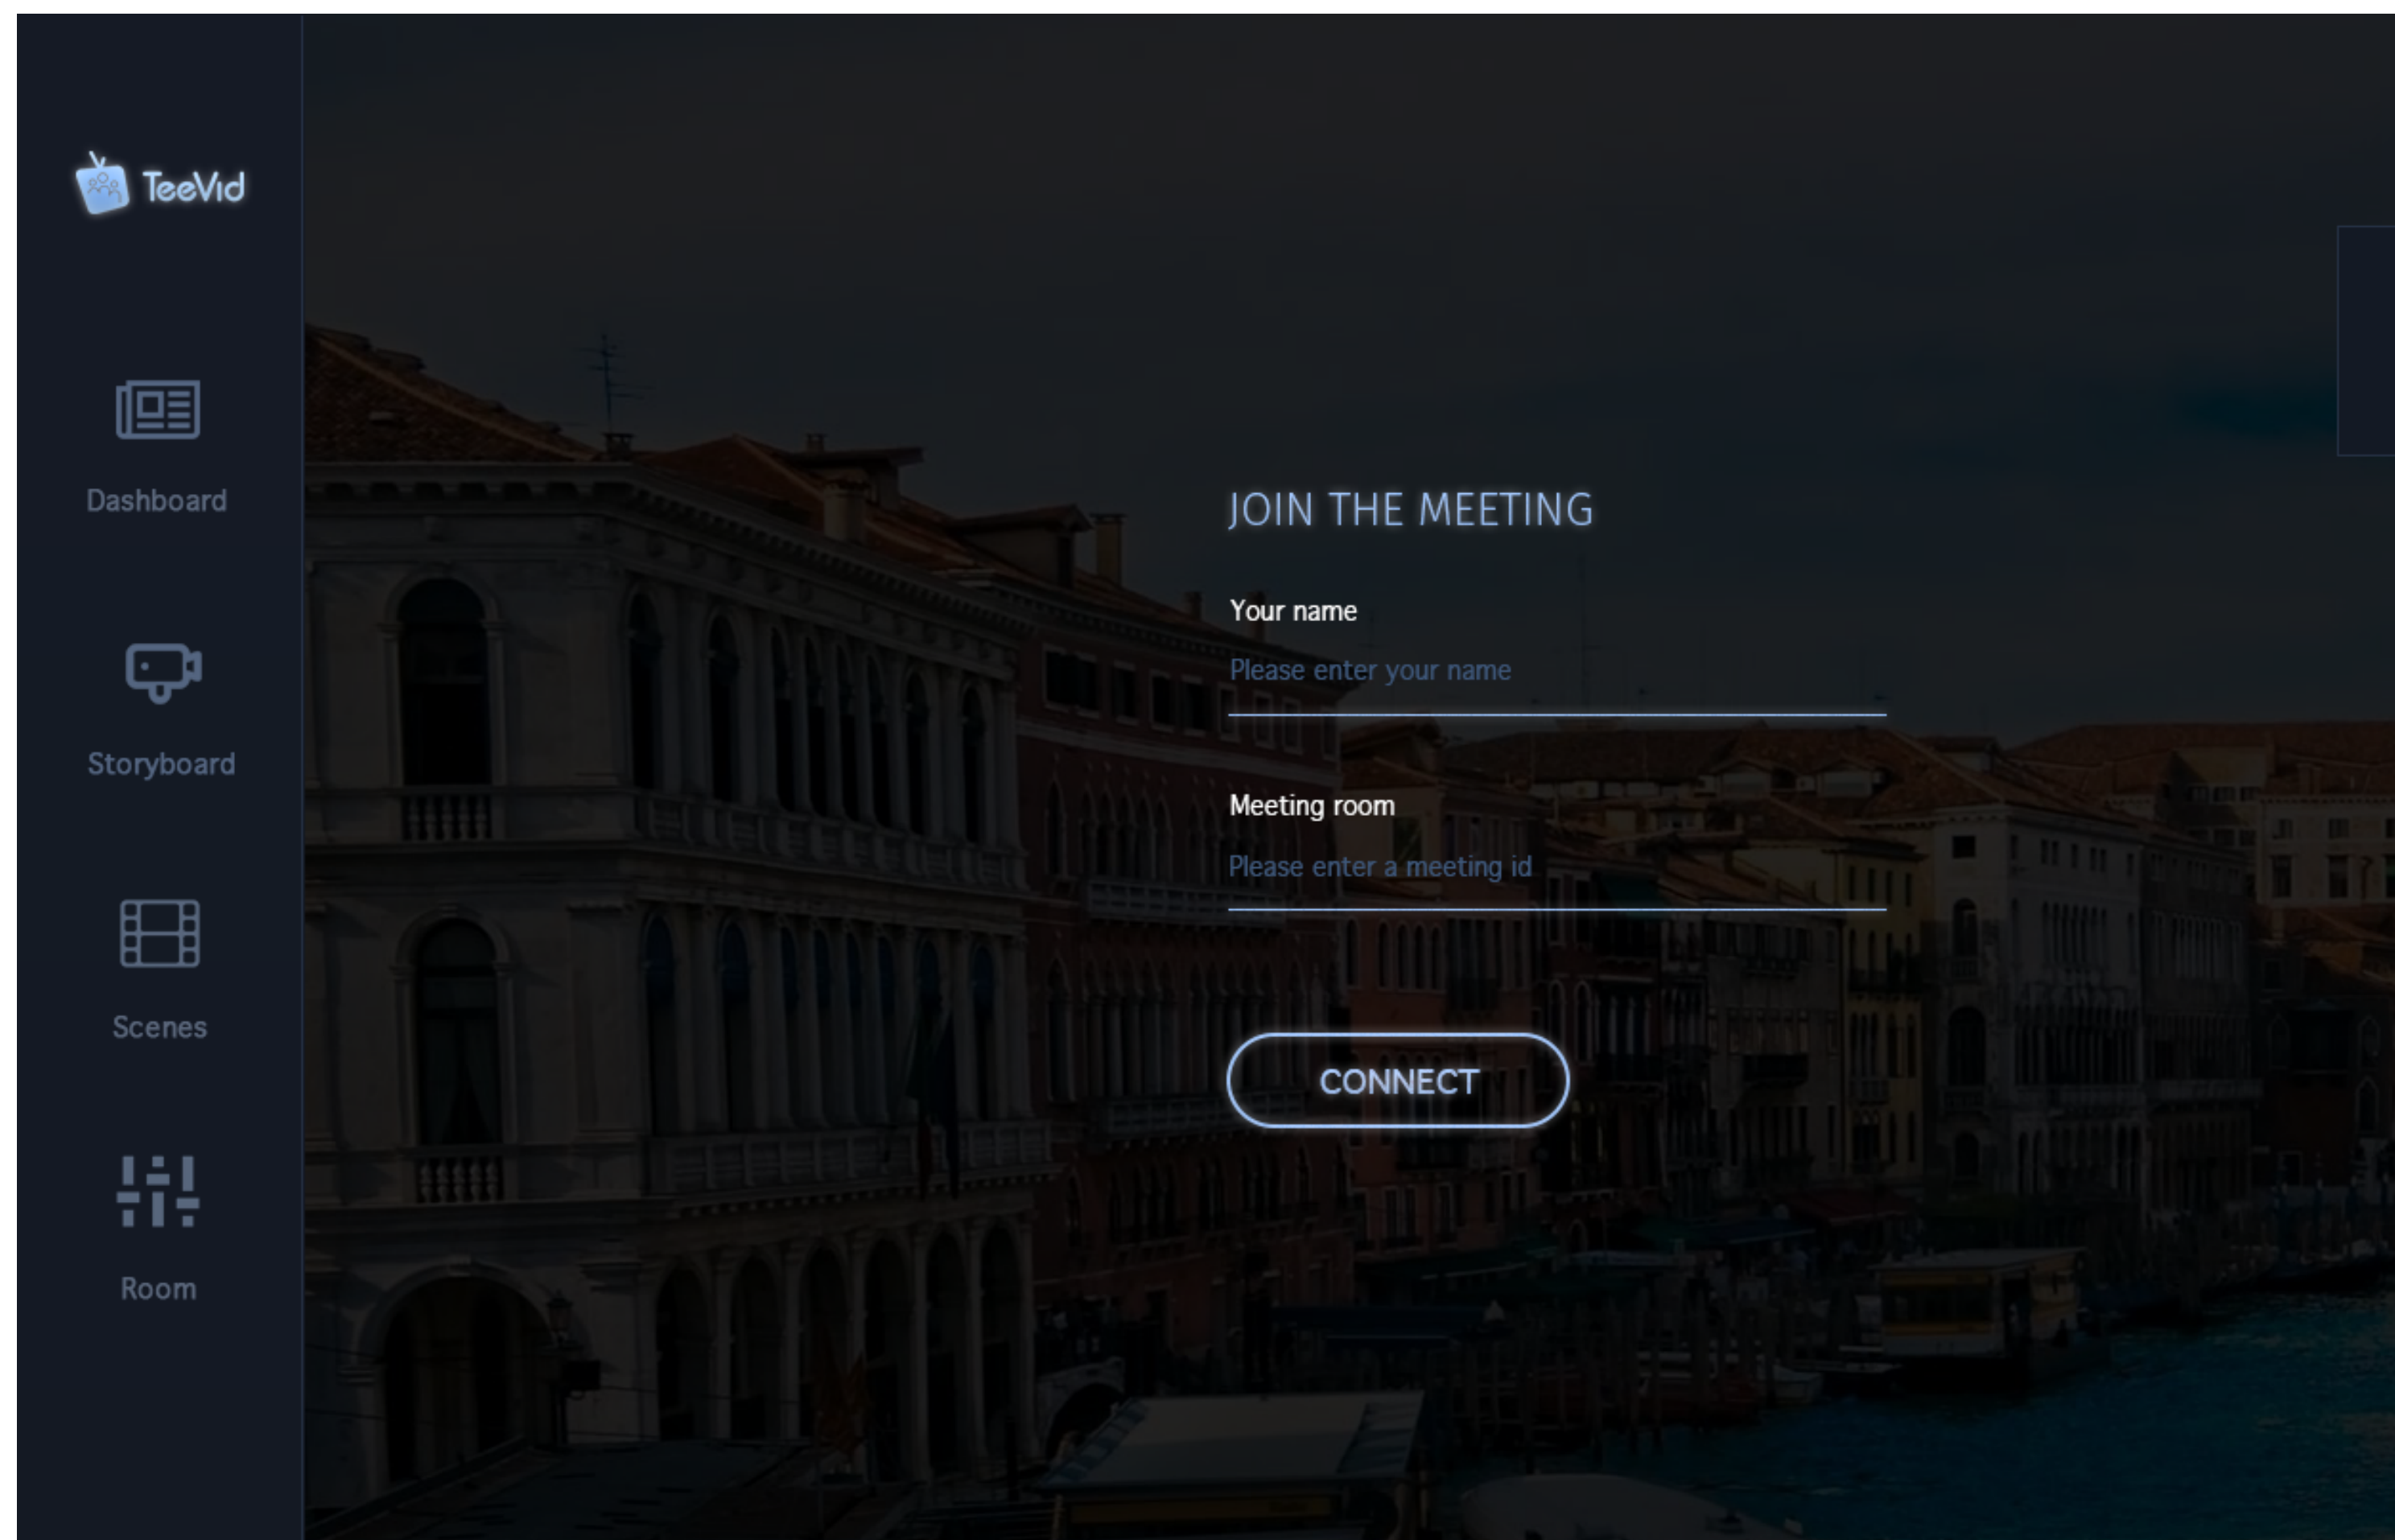 TeeVid
Dashboard
Storyboard
Scenes
Room
JOIN THE MEETING
Your name
Please enter your name
Meeting room
Please enter a meeting id
CONNECT